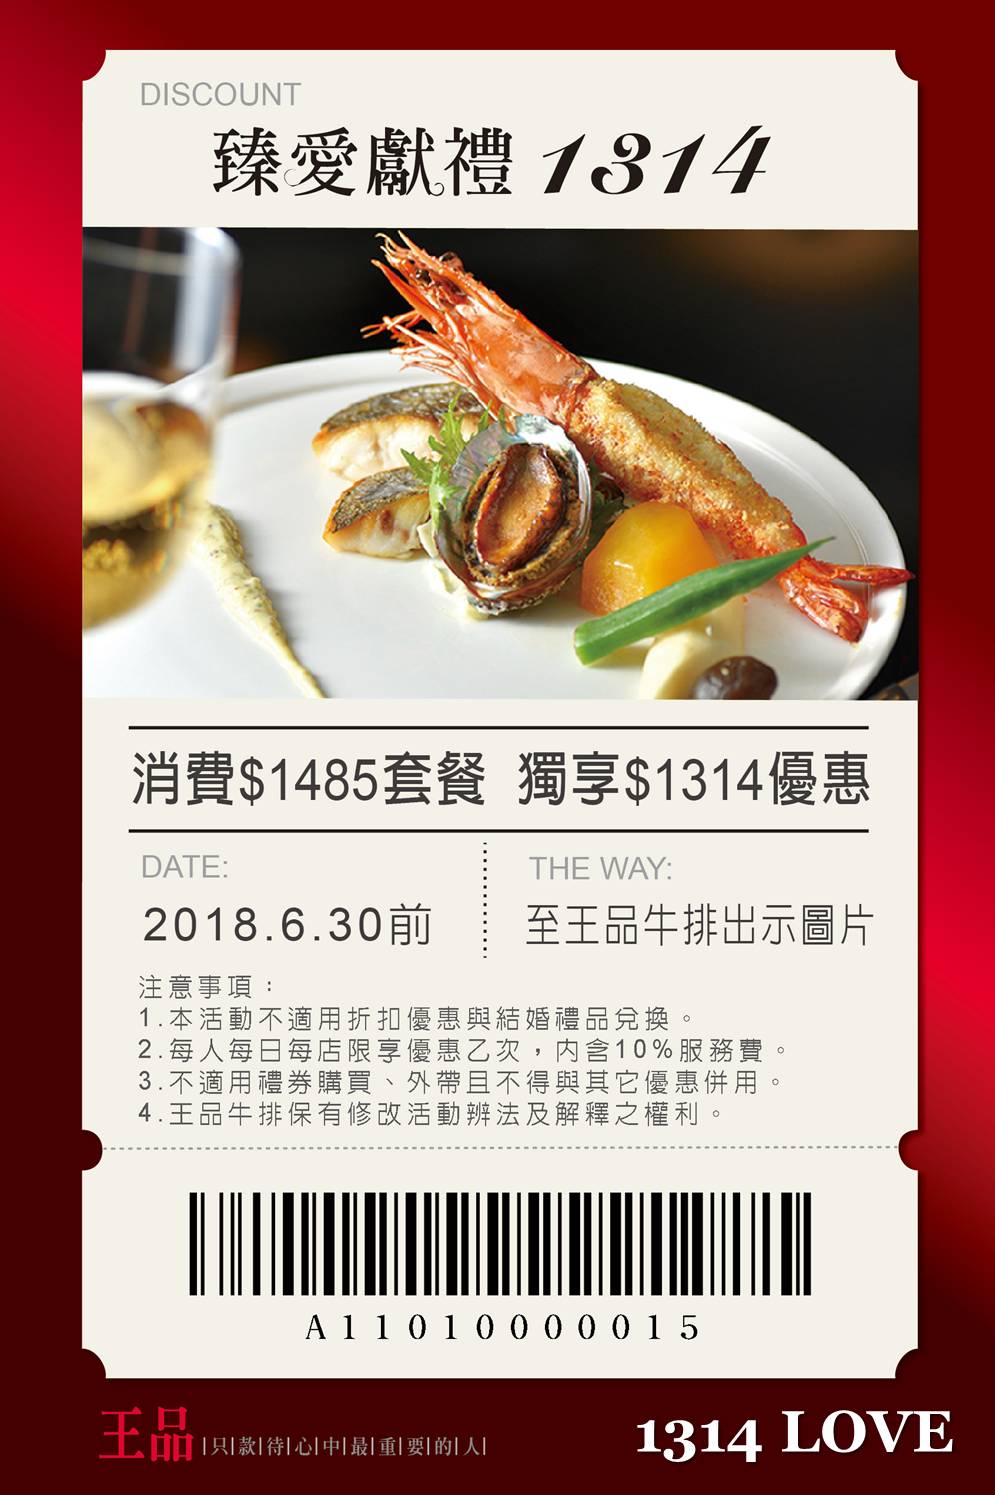 DISCOUNT
臻愛獻禮 1314
消費$1485套餐 獨享$1314優惠
DATE:
2018.6.30前
THE WAY:
至王品牛排出示圖片
注意事項：
1.本活動不適用折扣優惠與結婚禮品兌換。
2.每人每日每店限享優惠乙次，內含10%服務費。
3.不適用禮券購買、外帶且不得與其它優惠併用。
4.王品牛排保有修改活動辨法及解釋之權利。
A11010000015
王品 |只|款|待|心|中|最|重|要|的|人|
1314 LOVE